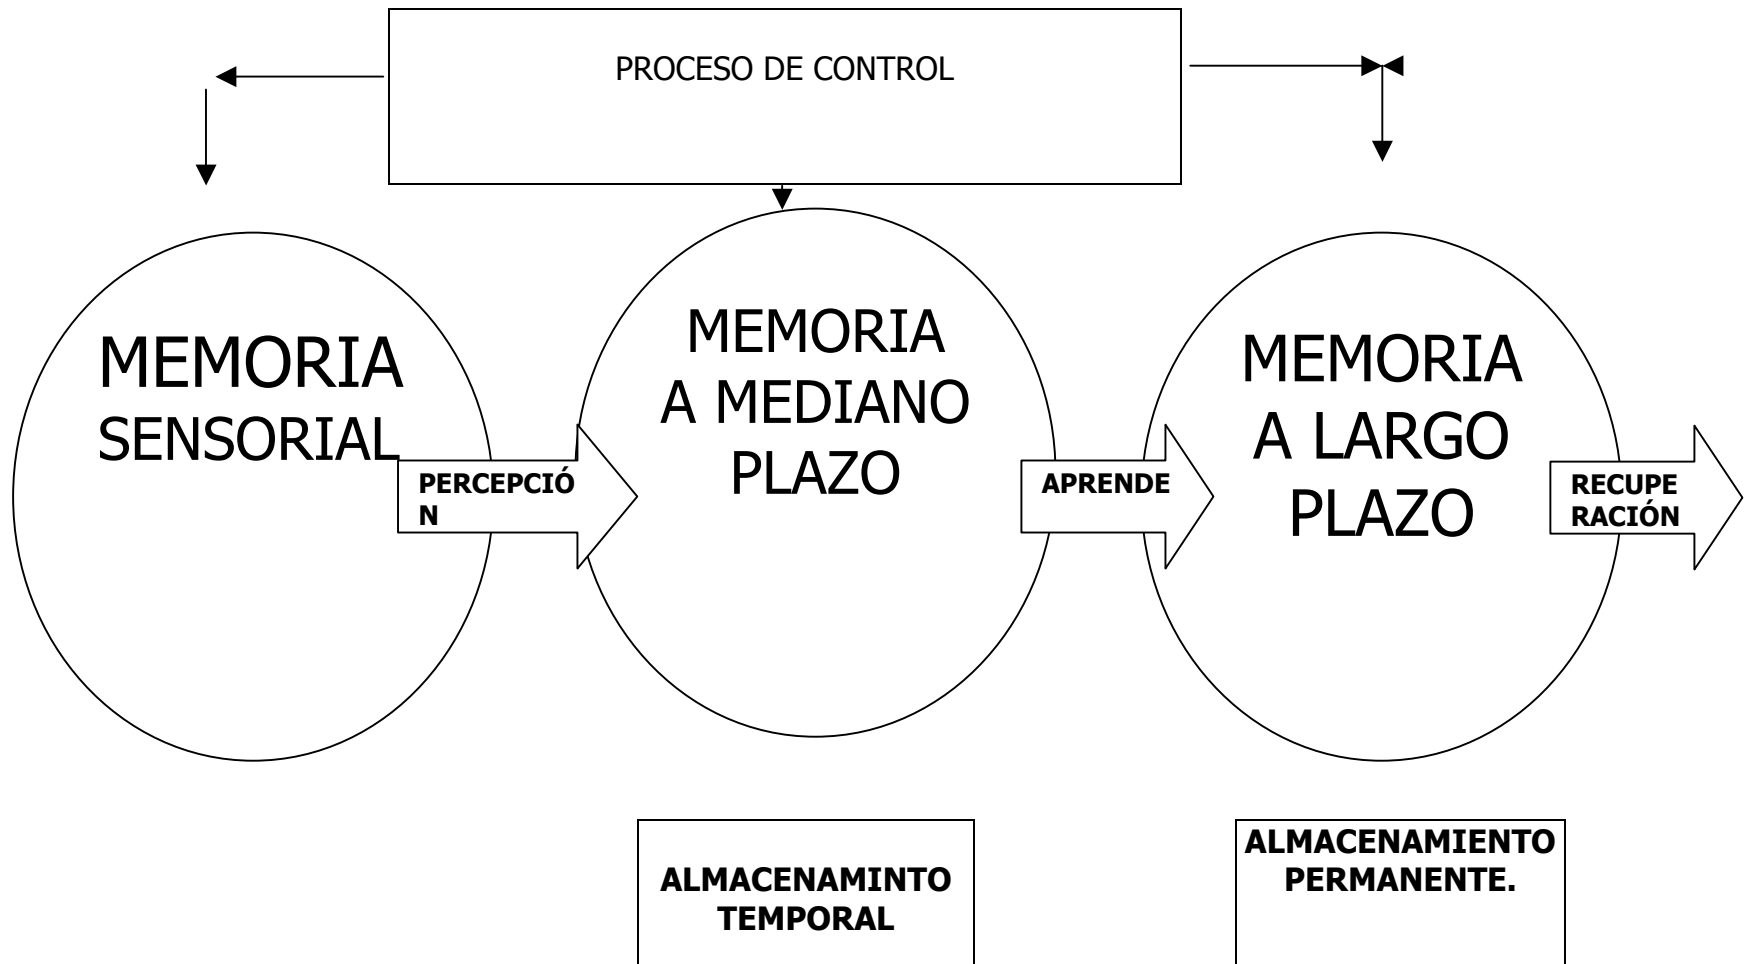 PROCESO DE CONTROL
MEMORIA
SENSORIAL
PERCEPCIÓ
N
MEMORIA
A MEDIANO
PLAZO
APRENDE
MEMORIA
A LARGO
PLAZO
RECUPE
RACIÓN
ALMACENAMINTO
TEMPORAL
ALMACENAMIENTO
PERMANENTE.